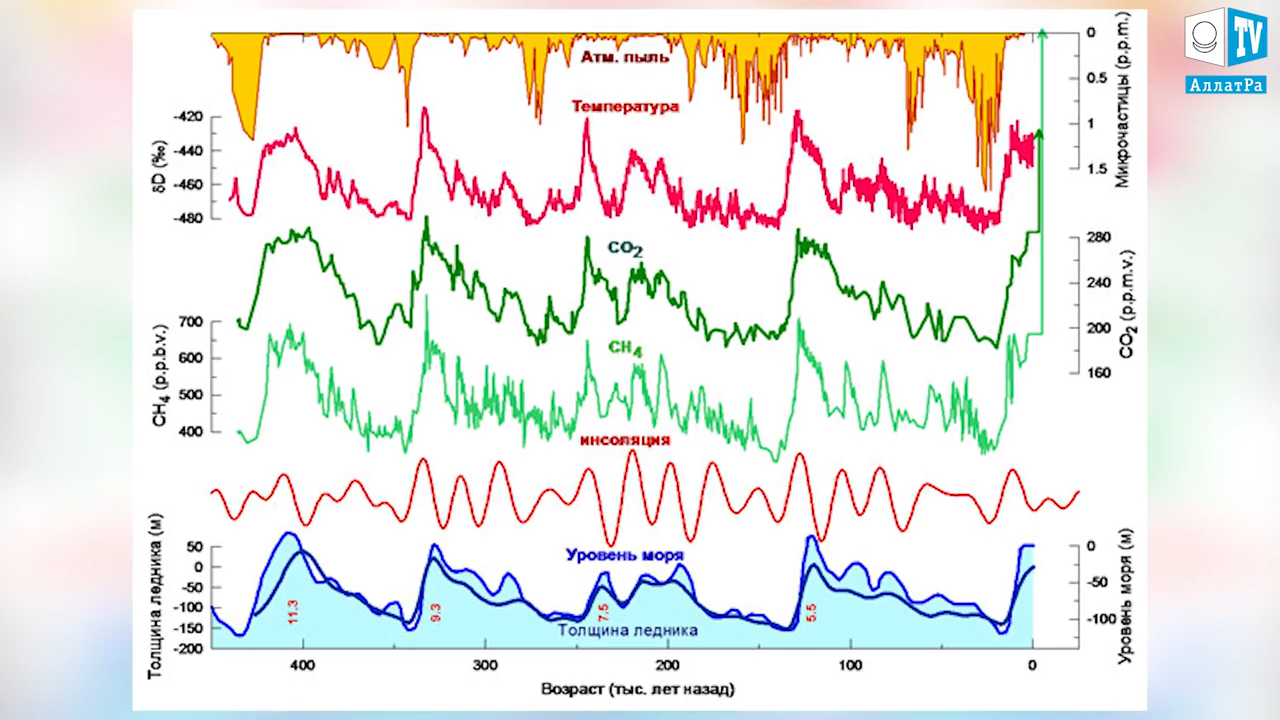 TV
АллатРа
Атм. пыль
Температура
CO2
CH4
инсоляция
Уровень моря
Толщина ледника
11.3
9.3
7.5
5.5
-420
-440
-460
-480
δD (‰)
700
600
500
400
CH4 (p.p.b.v.)
50
0
-50
-100
-150
-200
Толщина ледника (м)
0
0.5
1
1.5
Микрочастицы (p.p.m.)
280
240
200
160
CO2 (p.p.m.v.)
0
-50
-100
Уровень моря (м)
400
300
200
100
0
Возраст (тыс. лет назад)